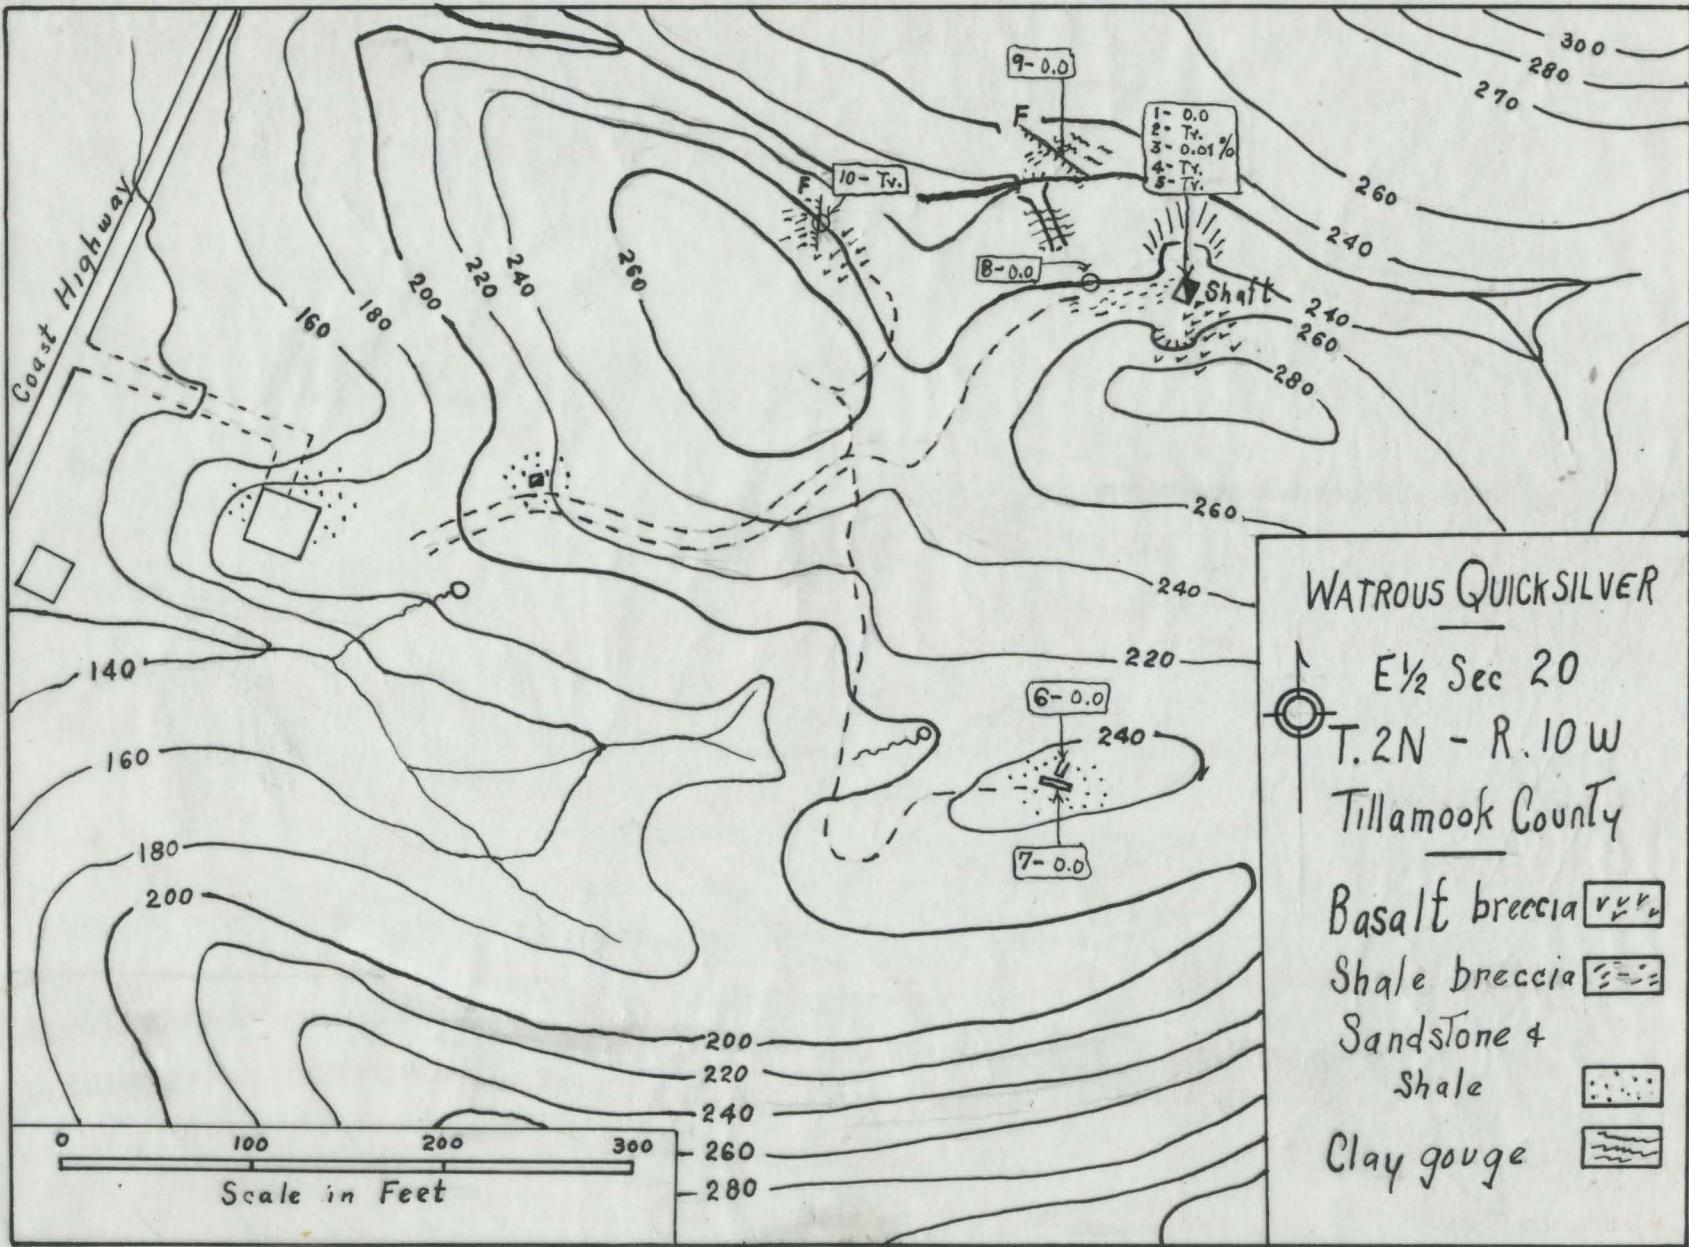 300
280
270
9-0.0
F
1- 0.0
2- Tr.
3- 0.01%
4- Tr.
5- Tr.
F
10- Tr.
260
240
8-0.0
Shaft
240
260
280
Coast Highway
160
180
200
220
240
260
260
240
220
140
160
180
200
6-0.0
240
7-0.0
200
220
240
260
280
0 100 200 300
Scale in Feet
WATROUS QUICKSILVER
E½ Sec 20
T.2N - R.10W
Tillamook County
Basalt breccia
Shale breccia
Sandstone &
Shale
Clay gouge